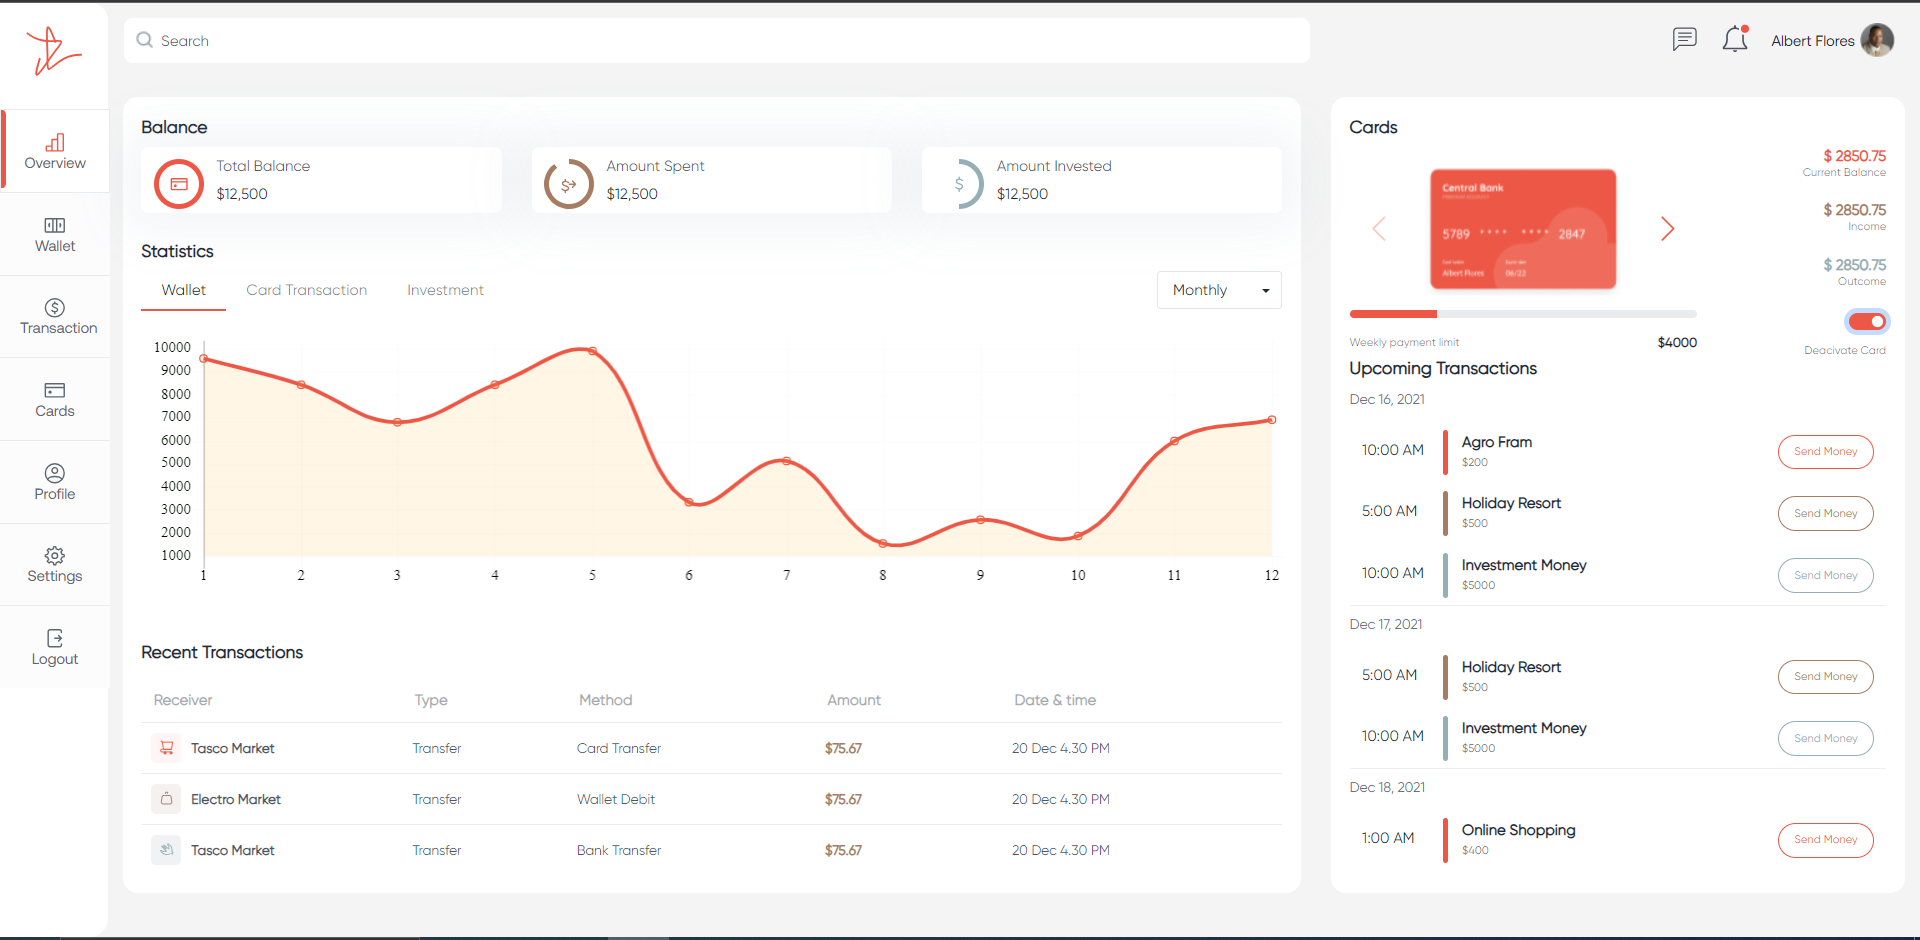 Search
Albert Flores
Overview
Wallet
Transaction
Cards
Profile
Settings
Logout
Balance
Total Balance
$12,500
Amount Spent
$12,500
Amount Invested
$12,500
Statistics
Wallet Card Transaction Investment
Monthly
10000
9000
8000
7000
6000
5000
4000
3000
2000
1000
1 2 3 4 5 6 7 8 9 10 11 12
Recent Transactions
Receiver Type Method Amount Date & time
Tasco Market Transfer Card Transfer $75.67 20 Dec 4.30 PM
Electro Market Transfer Wallet Debit $75.67 20 Dec 4.30 PM
Tasco Market Transfer Bank Transfer $75.67 20 Dec 4.30 PM
Cards
Central Bank
5789 **** **** 2847
Albert Flores 06/22
$ 2850.75
Current Balance
$ 2850.75
Income
$ 2850.75
Outcome
Weekly payment limit $4000
Deacivate Card
Upcoming Transactions
Dec 16, 2021
10:00 AM Agro Fram Send Money
$200
5:00 AM Holiday Resort Send Money
$500
10:00 AM Investment Money Send Money
$5000
Dec 17, 2021
5:00 AM Holiday Resort Send Money
$500
10:00 AM Investment Money Send Money
$5000
Dec 18, 2021
1:00 AM Online Shopping Send Money
$400